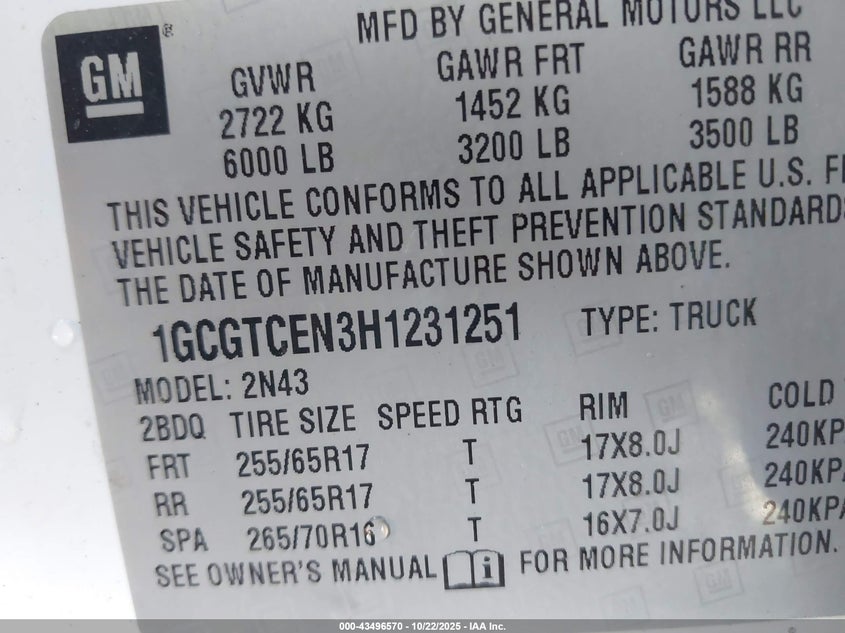 MFD BY GENERAL MOTORS LLC
GM ®
GVWR GAWR FRT GAWR RR
2722 KG 1452 KG 1588 KG
6000 LB 3200 LB 3500 LB
THIS VEHICLE CONFORMS TO ALL APPLICABLE U.S.
VEHICLE SAFETY AND THEFT PREVENTION STANDARDS
THE DATE OF MANUFACTURE SHOWN ABOVE.
1GCGTCEN3H1231251 TYPE: TRUCK
MODEL: 2N43
2BDQ TIRE SIZE SPEED RTG RIM COLD
FRT 255/65R17 T 17X8.0J 240KPA
RR 255/65R17 T 17X8.0J 240KPA
SPA 265/70R16 T 16X7.0J 240KPA
SEE OWNER'S MANUAL i FOR MORE INFORMATION.
000-43496570 - 10/22/2025 - IAA Inc.